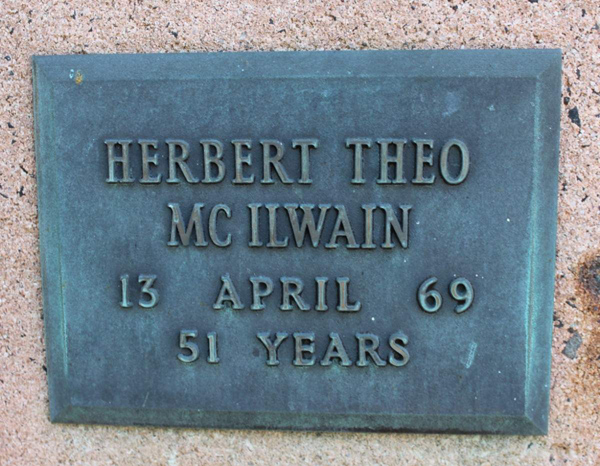 HERBERT THEO
MC ILWAIN
13 APRIL 69
51 YEARS